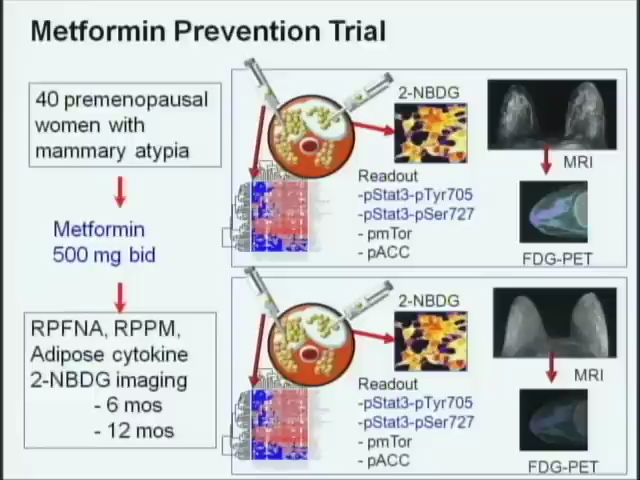 Metformin Prevention Trial
40 premenopausal
women with
mammary atypia
Metformin
500 mg bid
RPFNA, RPPM,
Adipose cytokine
2-NBDG imaging
- 6 mos
- 12 mos
2-NBDG
Readout
-pStat3-pTyr705
-pStat3-pSer727
- pmTor
- pACC
MRI
FDG-PET
2-NBDG
Readout
-pStat3-pTyr705
-pStat3-pSer727
- pmTor
- pACC
MRI
FDG-PET